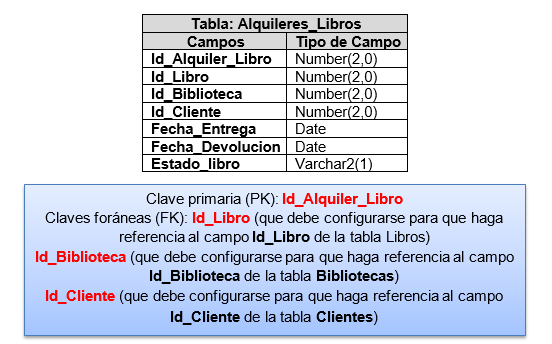 Tabla: Alquileres_Libros
Campos Tipo de Campo
Id_Alquiler_Libro Number(2,0)
Id_Libro Number(2,0)
Id_Biblioteca Number(2,0)
Id_Cliente Number(2,0)
Fecha_Entrega Date
Fecha_Devolucion Date
Estado_libro Varchar2(1)
Clave primaria (PK): Id_Alquiler_Libro
Claves foráneas (FK): Id_Libro (que debe configurarse para que haga
referencia al campo Id_Libro de la tabla Libros)
Id_Biblioteca (que debe configurarse para que haga referencia al campo
Id_Biblioteca de la tabla Bibliotecas)
Id_Cliente (que debe configurarse para que haga referencia al campo
Id_Cliente de la tabla Clientes)